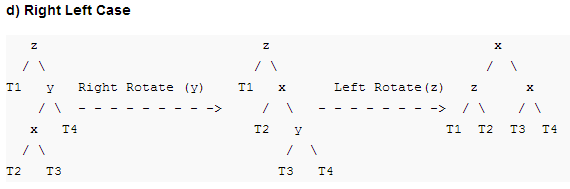 d) Right Left Case
z z x
/ \ / \ / \
T1 y Right Rotate (y) T1 x Left Rotate(z) z x
/ \ - - - - - - - - -> / \ - - - - - - - -> / \ / \
x T4 T2 y T1 T2 T3 T4
/ \ / \
T2 T3 T3 T4